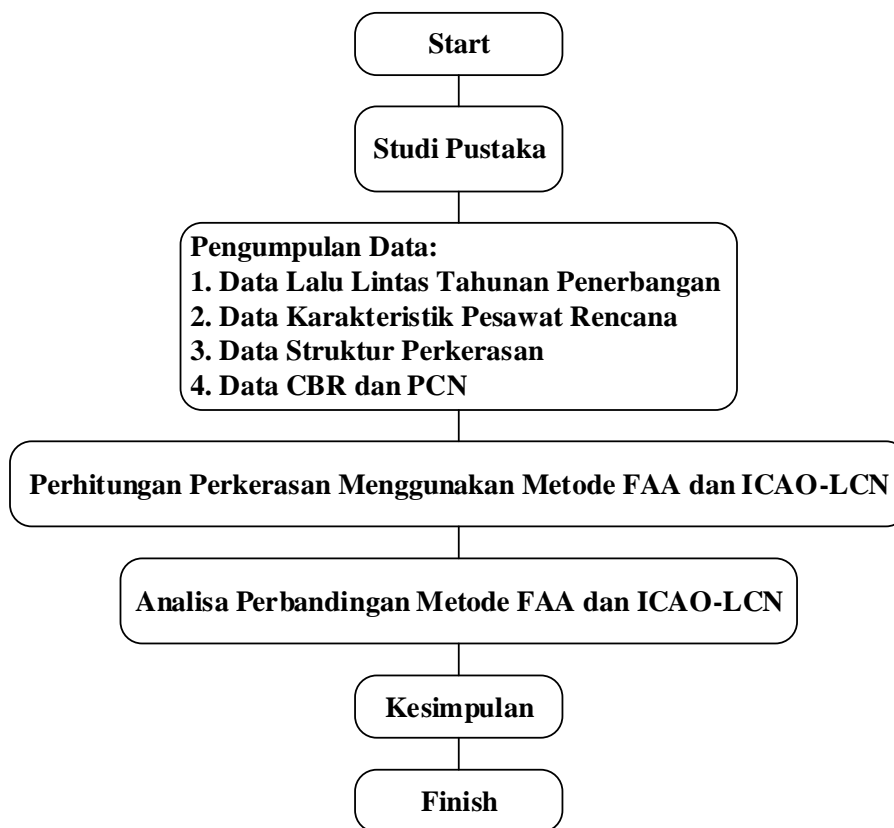 Start
Studi Pustaka
Pengumpulan Data:
1. Data Lalu Lintas Tahunan Penerbangan
2. Data Karakteristik Pesawat Rencana
3. Data Struktur Perkerasan
4. Data CBR dan PCN
Perhitungan Perkerasan Menggunakan Metode FAA dan ICAO-LCN
Analisa Perbandingan Metode FAA dan ICAO-LCN
Kesimpulan
Finish